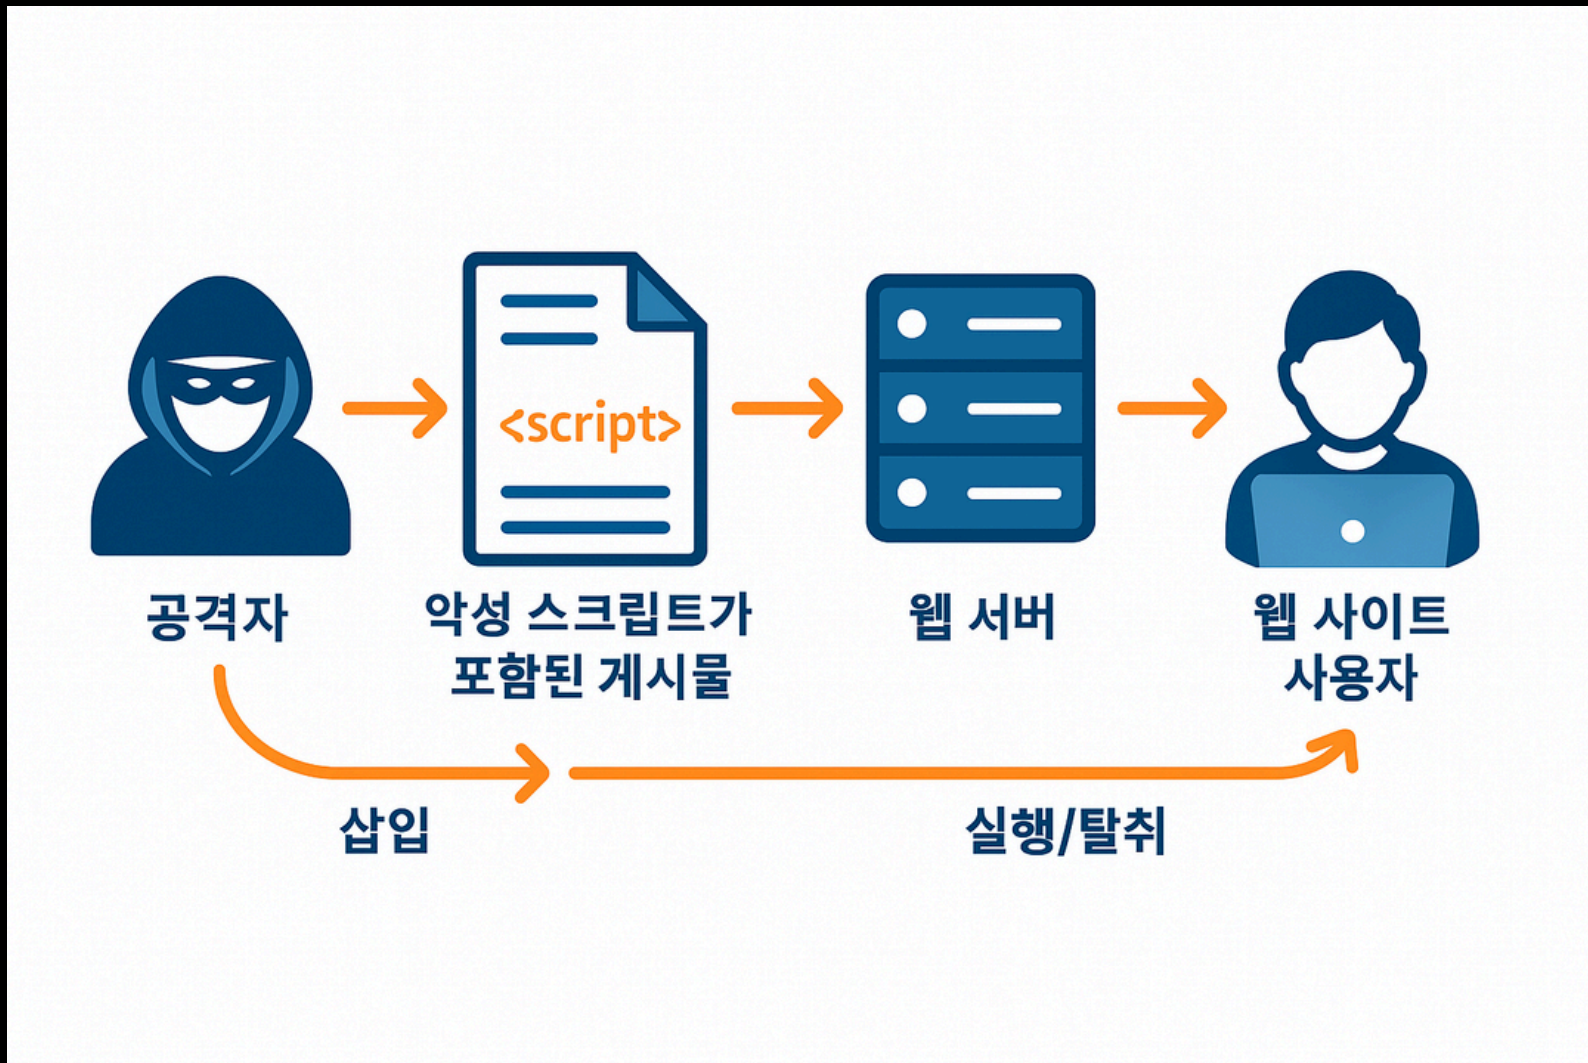 <script>
공격자
악성 스크립트가
포함된 게시물
웹 서버
웹 사이트
사용자
삽입
실행/탈취